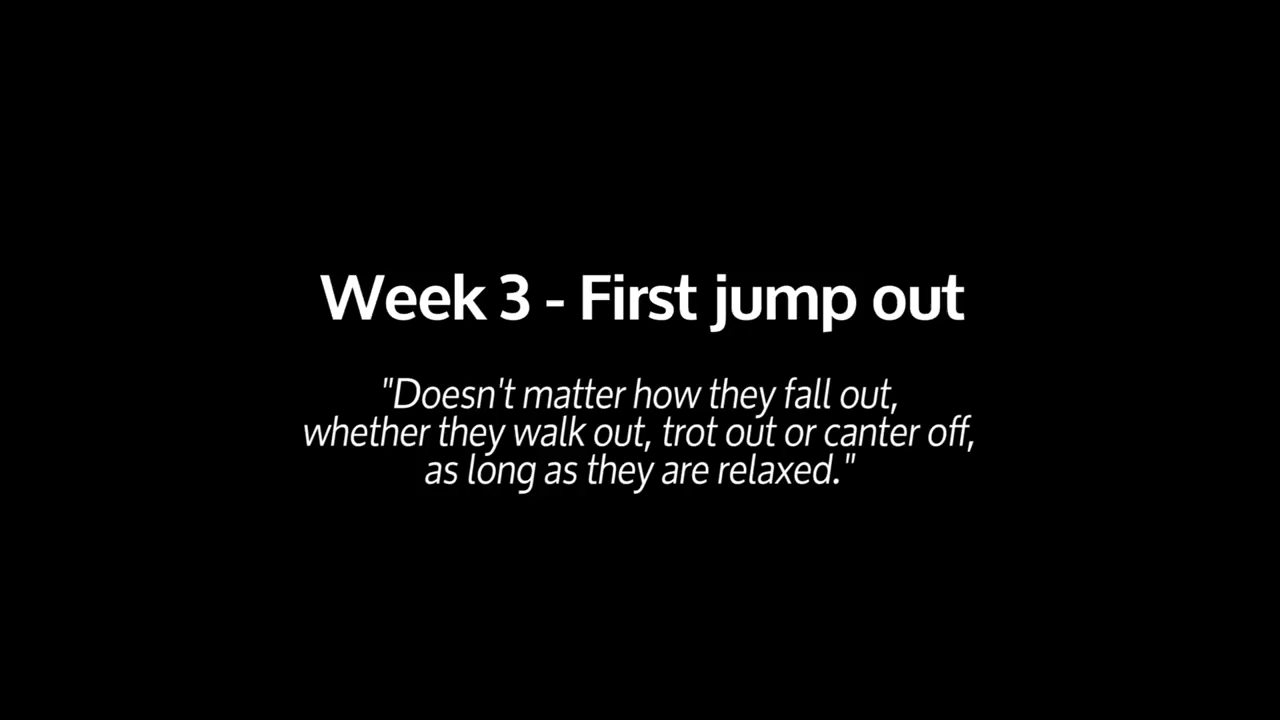 Week 3 - First jump out
"Doesn't matter how they fall out,
whether they walk out, trot out or canter off,
as long as they are relaxed."